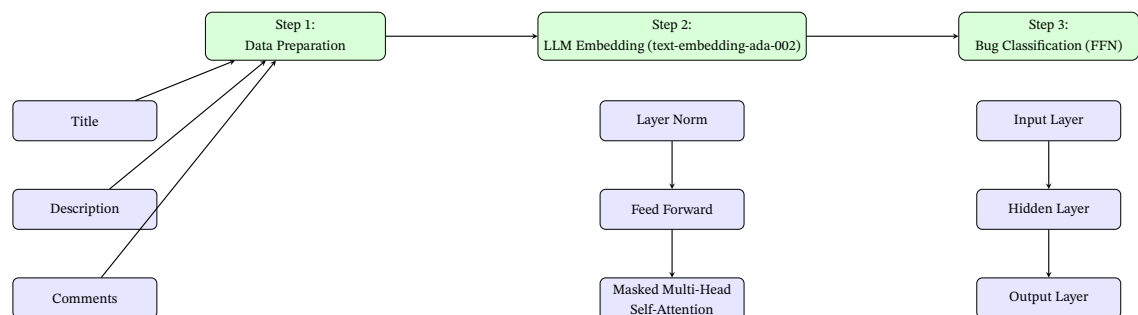 Step 1:
Data Preparation
Step 2:
LLM Embedding (text-embedding-ada-002)
Step 3:
Bug Classification (FFN)
Title
Layer Norm
Input Layer
Description
Feed Forward
Hidden Layer
Comments
Masked Multi-Head
Self-Attention
Output Layer